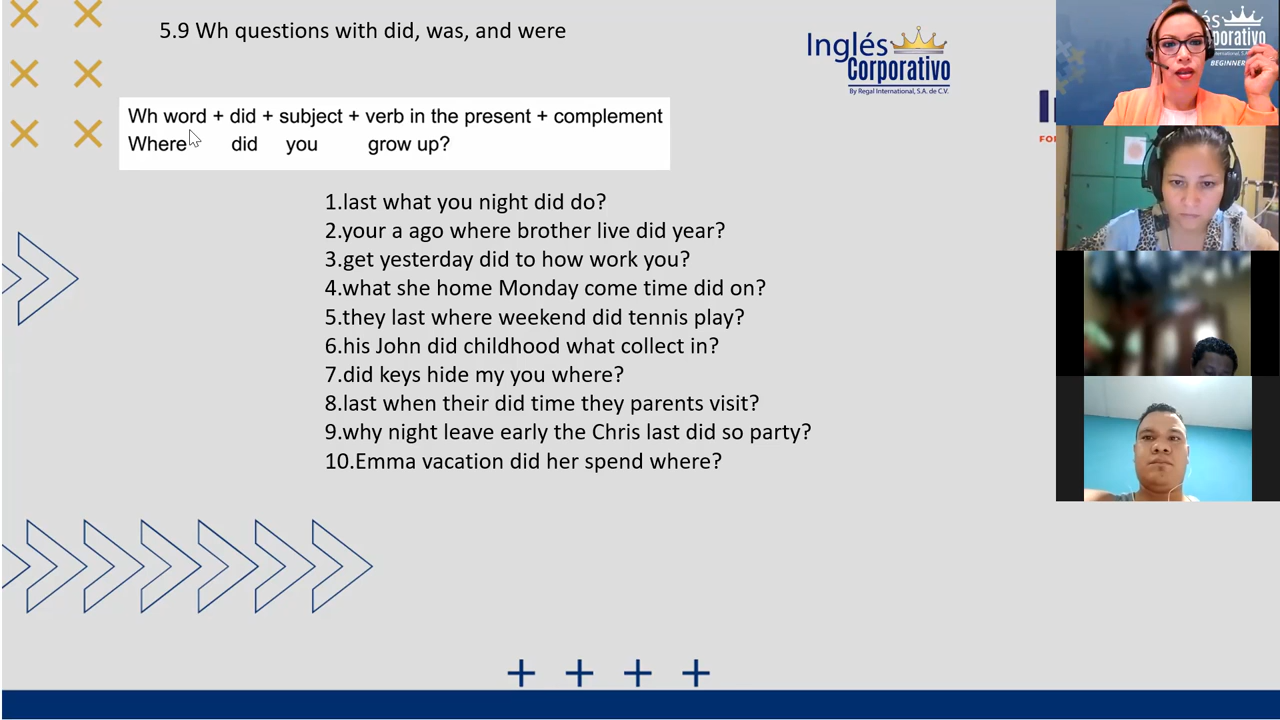 5.9 Wh questions with did, was, and were
Inglés
Corporativo
By Regal International, S.A. de C.V.
Wh word + did + subject + verb in the present + complement
Where did you grow up?
1.last what you night did do?
2.your a ago where brother live did year?
3.get yesterday did to how work you?
4.what she home Monday come time did on?
5.they last where weekend did tennis play?
6.his John did childhood what collect in?
7.did keys hide my you where?
8.last when their did time they parents visit?
9.why night leave early the Chris last did so party?
10.Emma vacation did her spend where?